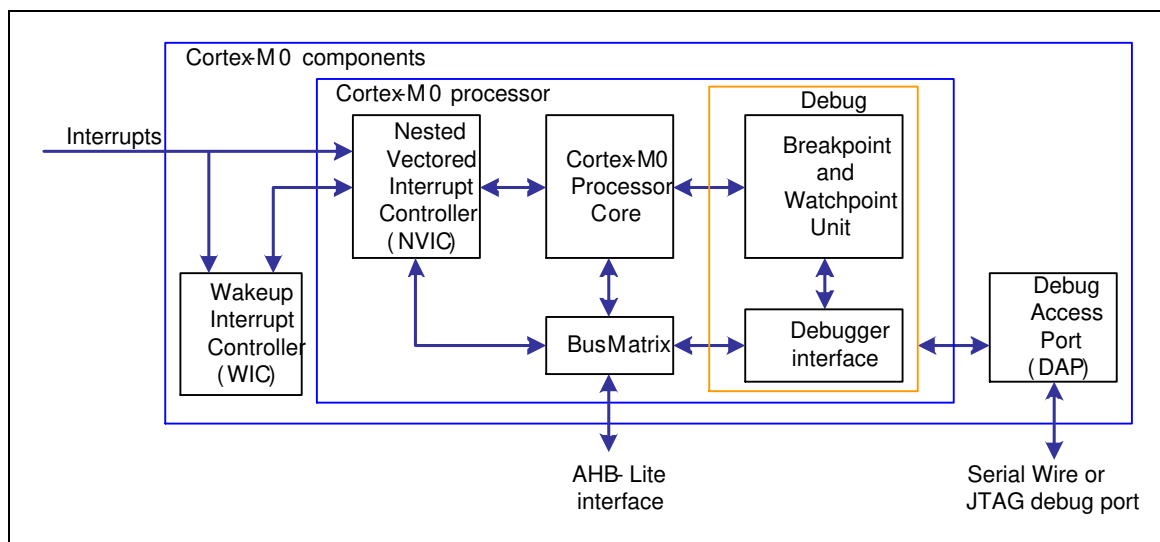 Cortex-M0 components
Cortex-M0 processor
Debug
Interrupts
Nested
Vectored
Interrupt
Controller
(NVIC)
Cortex-M0
Processor
Core
Breakpoint
and
Watchpoint
Unit
Wakeup
Interrupt
Controller
(WIC)
Bus Matrix
Debugger
interface
Debug
Access
Port
(DAP)
AHB-Lite
interface
Serial Wire or
JTAG debug port